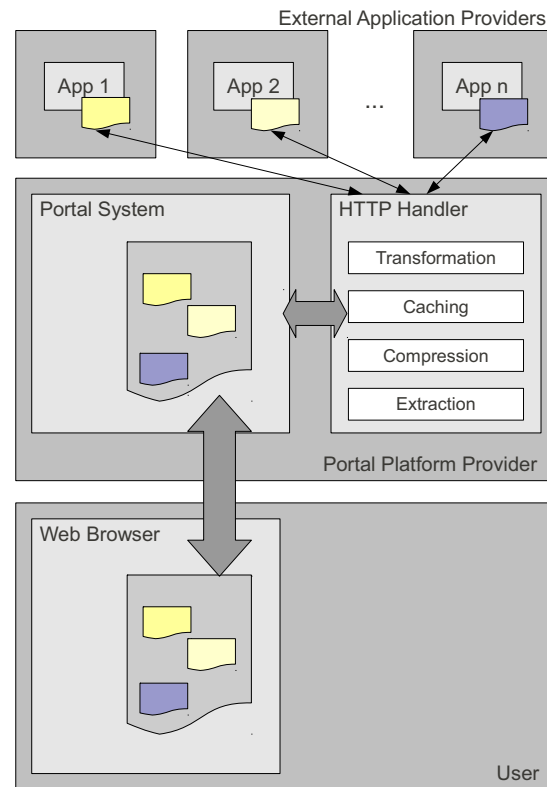 External Application Providers
App 1
App 2
...
App n
Portal System
HTTP Handler
Transformation
Caching
Compression
Extraction
Portal Platform Provider
Web Browser
User